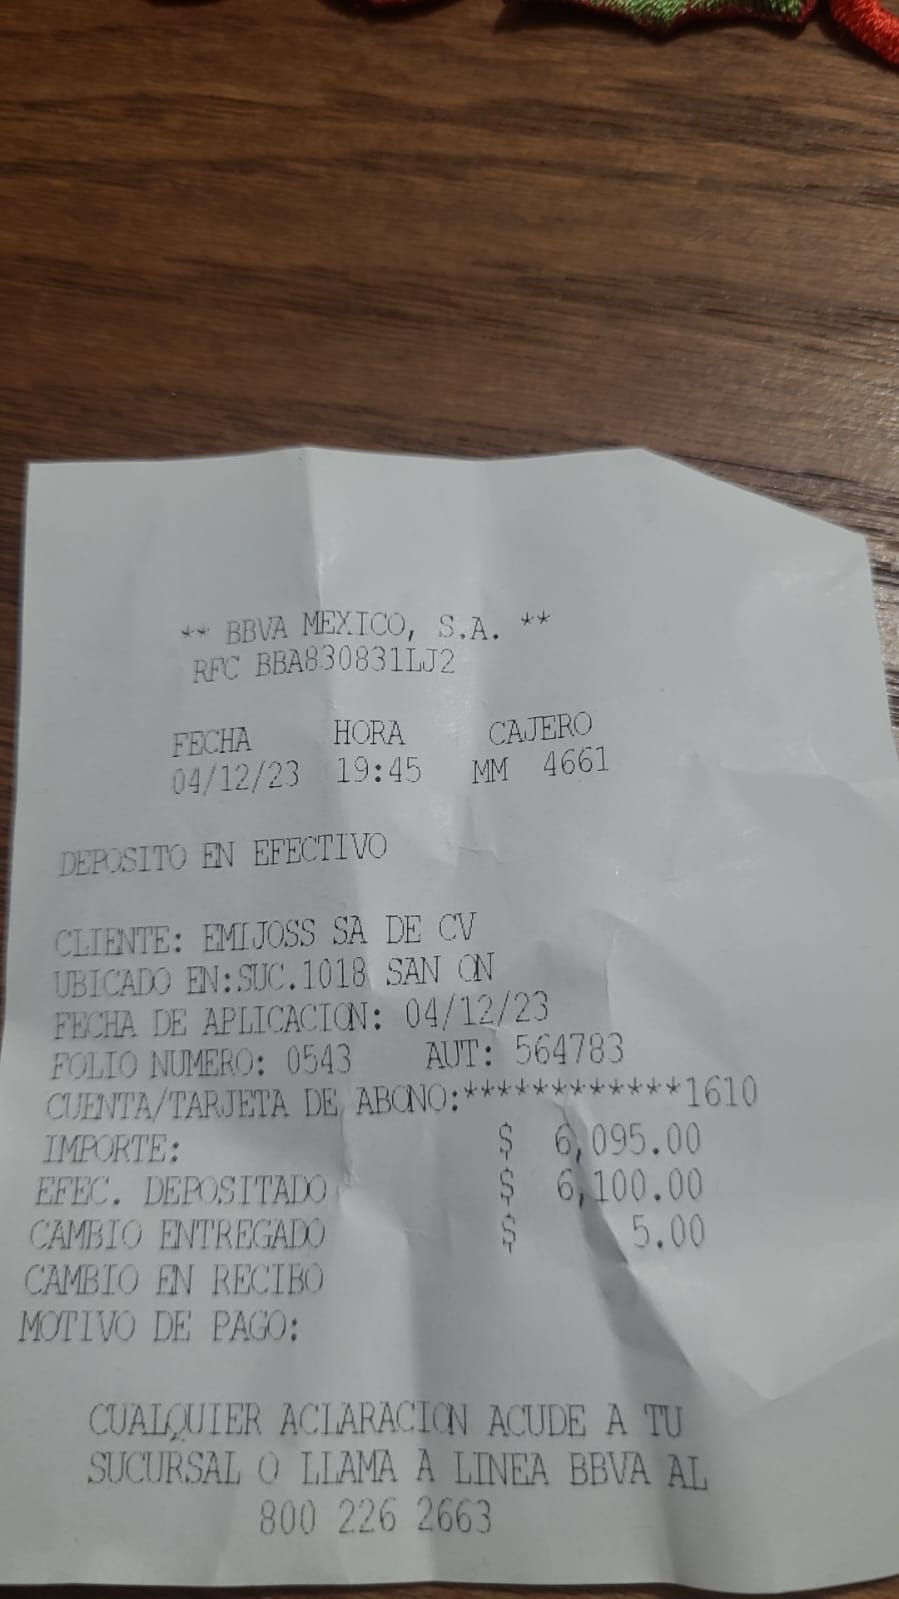 ** BBVA MEXICO, S.A. **
RFC BBA830831LJ2
FECHA HORA CAJERO
04/12/23 19:45 MM 4661
DEPOSITO EN EFECTIVO
CLIENTE: EMIJOSS SA DE CV
UBICADO EN:SUC.1018 SAN ON
FECHA DE APLICACION: 04/12/23
FOLIO NUMERO: 0543 AUT: 564783
CUENTA/TARJETA DE ABONO:************1610
IMPORTE: $ 6,095.00
EFEC. DEPOSITADO $ 6,100.00
CAMBIO ENTREGADO $ 5.00
CAMBIO EN RECIBO
MOTIVO DE PAGO:
CUALQUIER ACLARACION ACUDE A TU
SUCURSAL O LLAMA A LINEA BBVA AL
800 226 2663